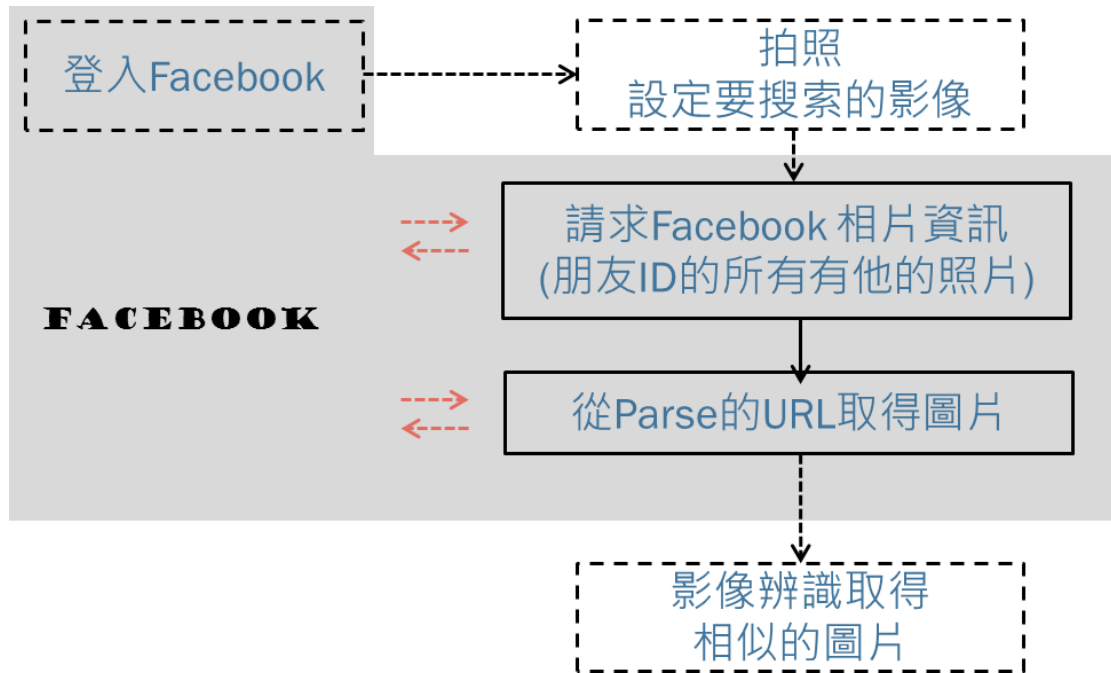 登入Facebook
拍照
設定要搜索的影像
請求Facebook 相片資訊
(朋友ID的所有有他的照片)
FACEBOOK
從Parse的URL取得圖片
影像辨識取得
相似的圖片